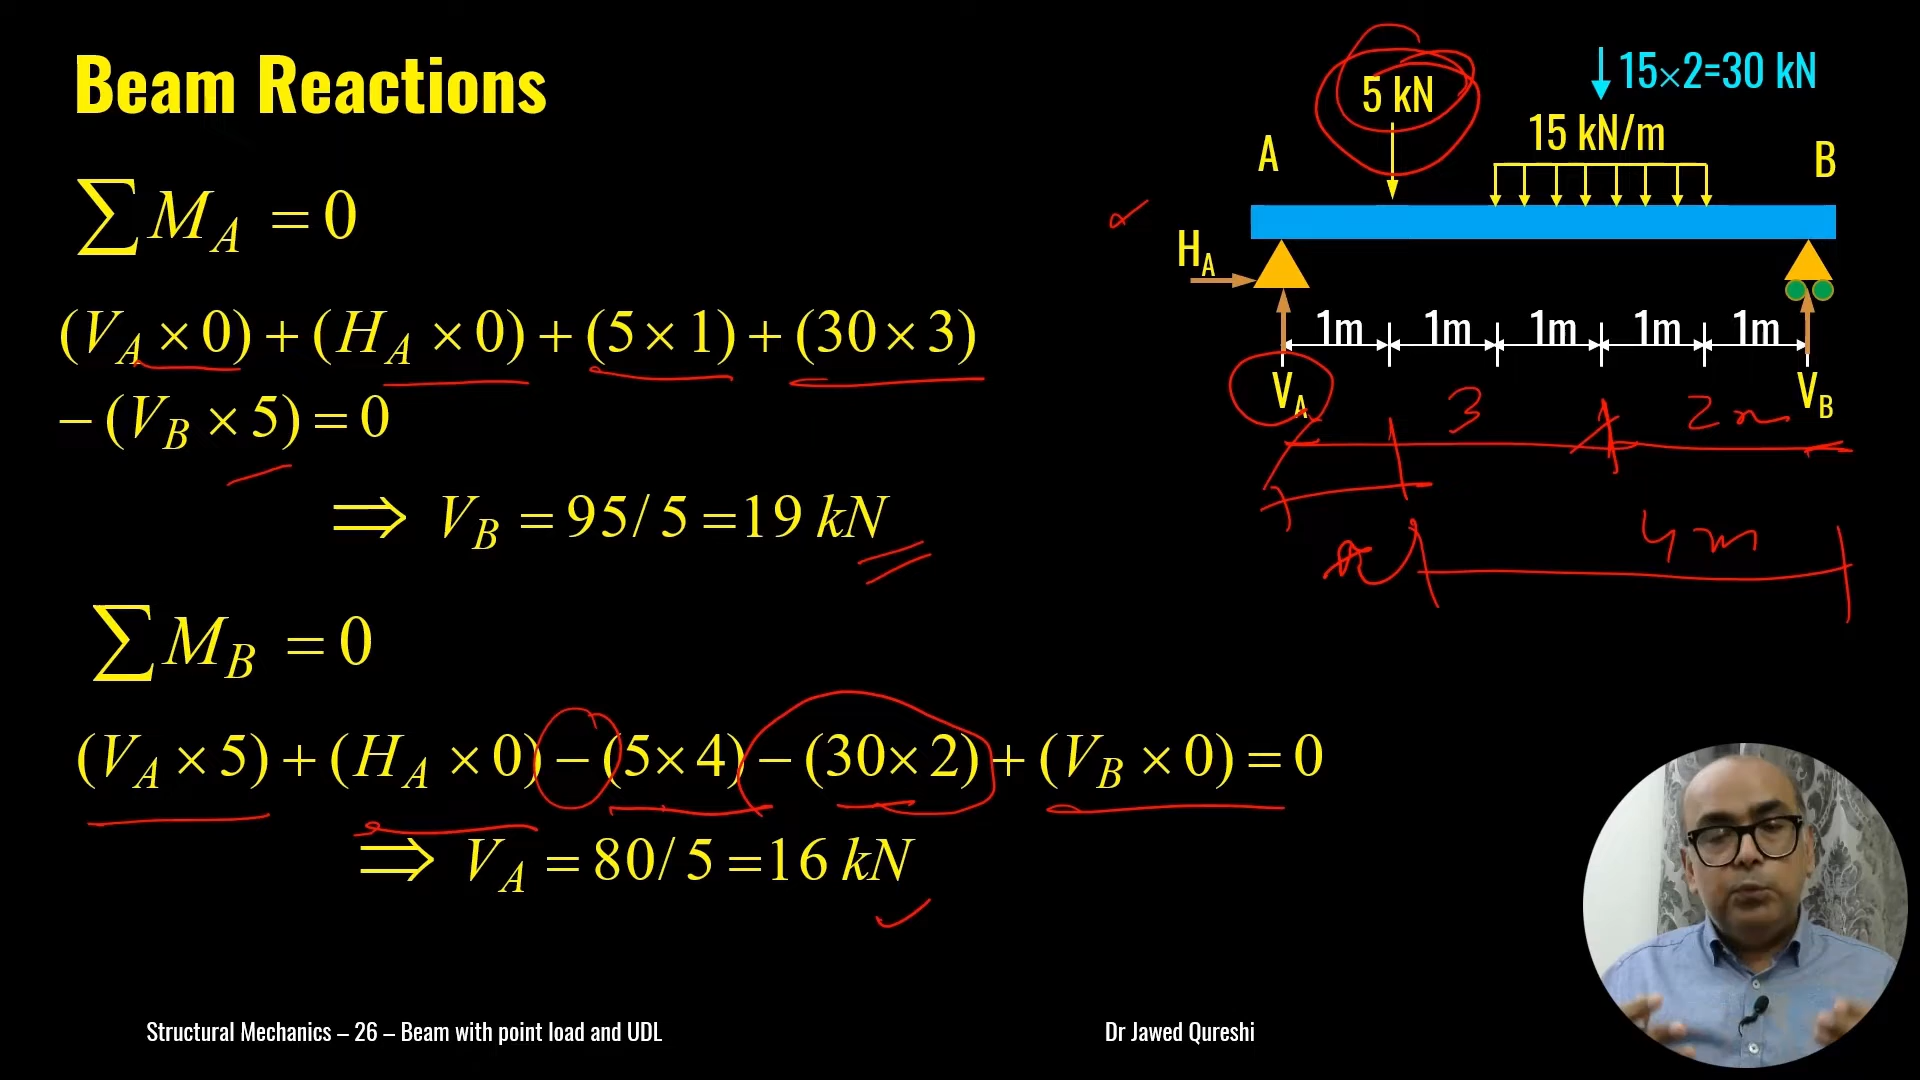 Beam Reactions
∑ M_A = 0
(V_A × 0) + (H_A × 0) + (5 × 1) + (30 × 3)
− (V_B × 5) = 0
⇒ V_B = 95 / 5 = 19 kN
∑ M_B = 0
(V_A × 5) + (H_A × 0) − (5 × 4) − (30 × 2) + (V_B × 0) = 0
⇒ V_A = 80 / 5 = 16 kN
5 kN
15×2=30 kN
15 kN/m
A
B
H_A
1m 1m 1m 1m 1m
V_A
V_B
3
2m
4m
Structural Mechanics – 26 – Beam with point load and UDL
Dr Jawed Qureshi